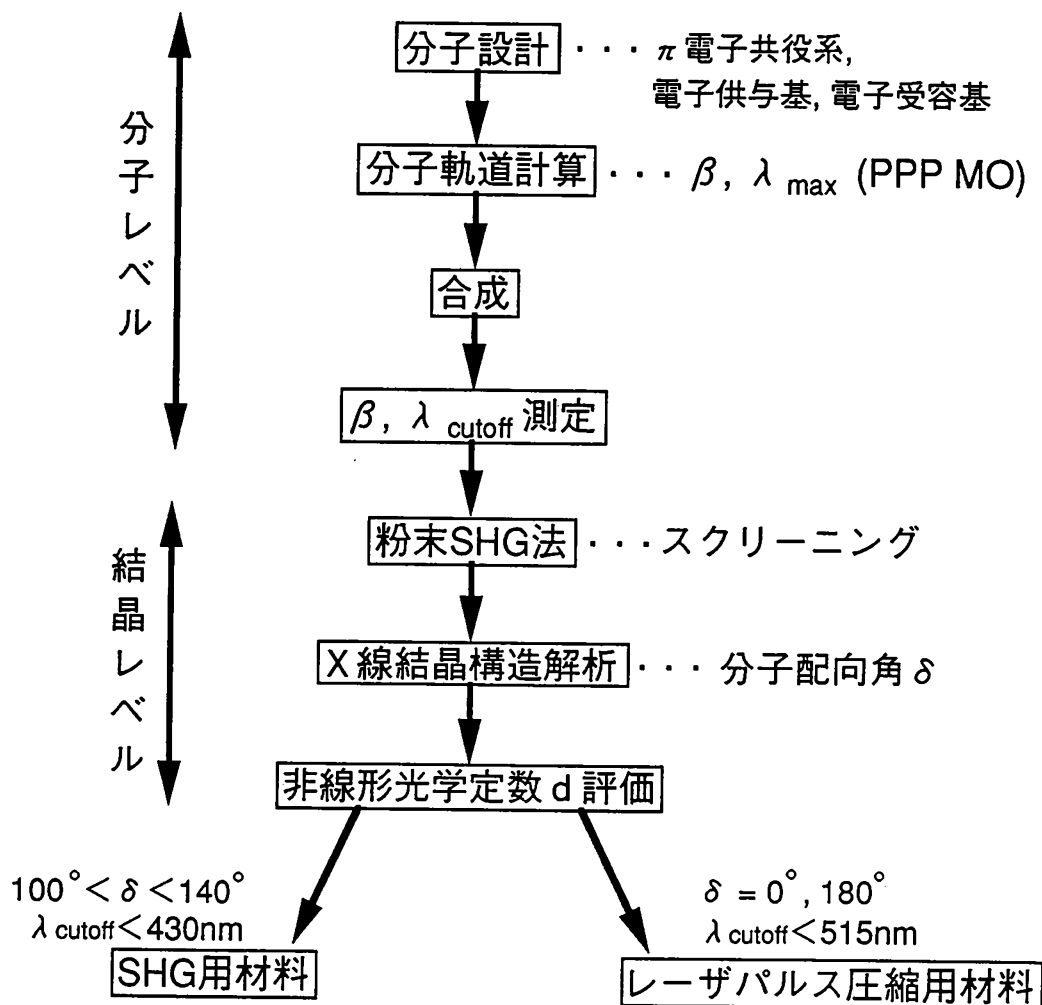 分子設計 ･･･ π電子共役系,
電子供与基, 電子受容基
分子軌道計算 ･･･ β, λ max (PPP MO)
合成
β, λ cutoff 測定
分子レベル
粉末SHG法 ･･･スクリーニング
X線結晶構造解析 ･･･ 分子配向角δ
非線形光学定数 d 評価
結晶レベル
100°< δ <140°
λ cutoff<430nm
SHG用材料
δ = 0°, 180°
λ cutoff<515nm
レーザパルス圧縮用材料